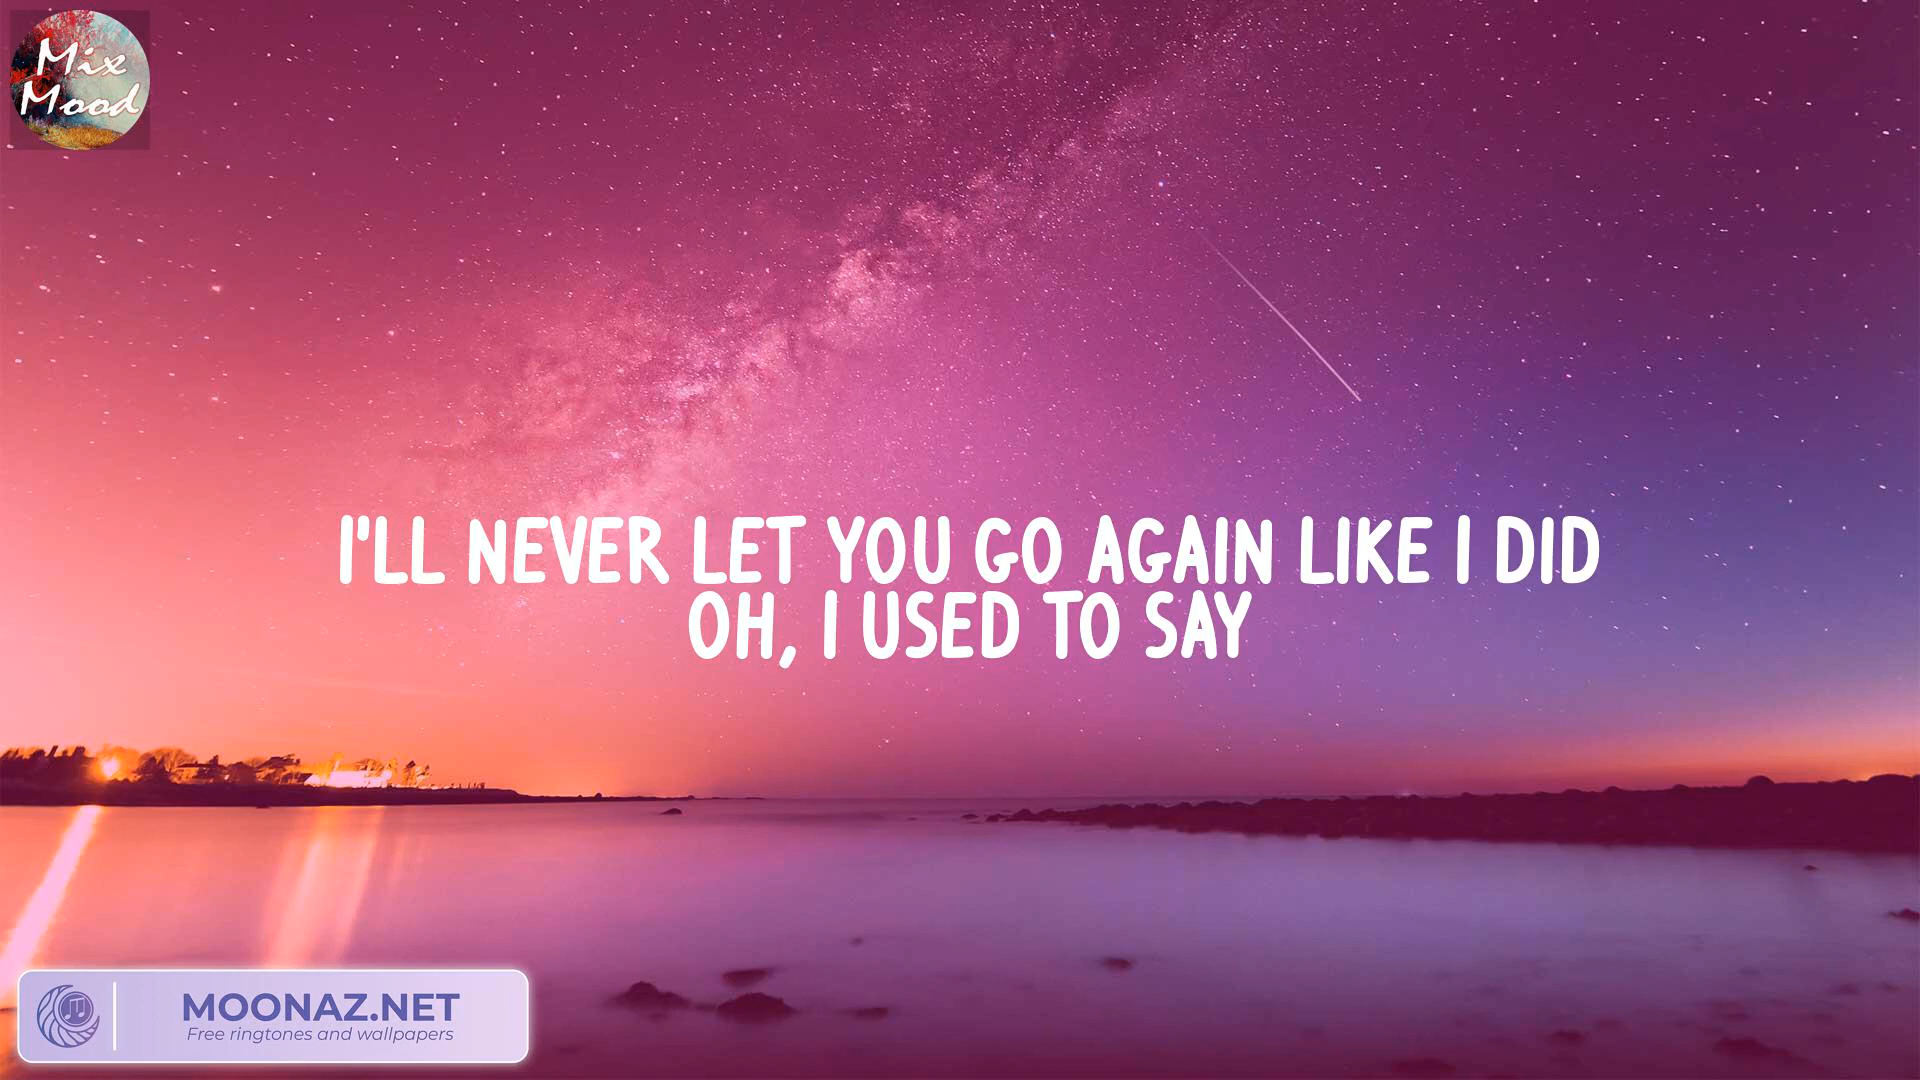 Mix
Mood
I'LL NEVER LET YOU GO AGAIN LIKE I DID
OH, I USED TO SAY
MOONAZ.NET
Free ringtones and wallpapers